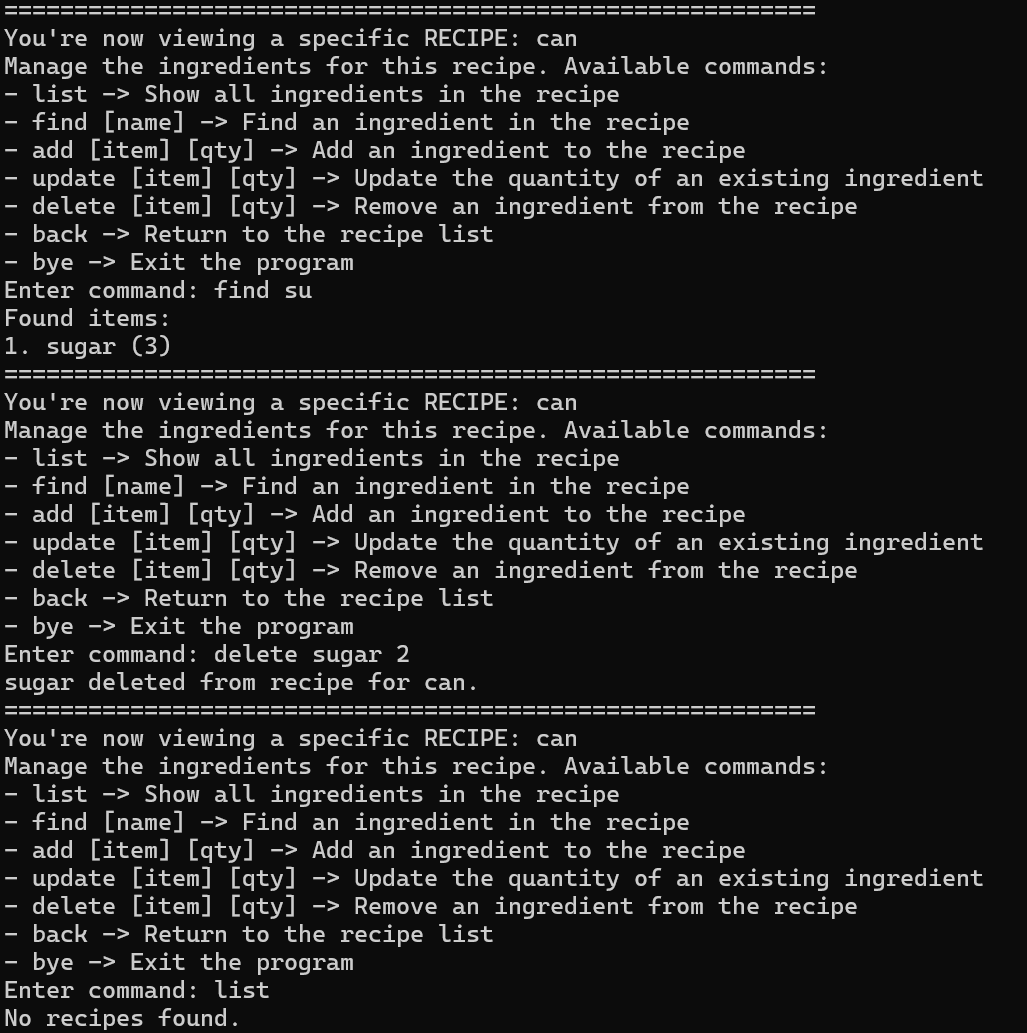 ==========================================================
You're now viewing a specific RECIPE: can
Manage the ingredients for this recipe. Available commands:
- list -> Show all ingredients in the recipe
- find [name] -> Find an ingredient in the recipe
- add [item] [qty] -> Add an ingredient to the recipe
- update [item] [qty] -> Update the quantity of an existing ingredient
- delete [item] [qty] -> Remove an ingredient from the recipe
- back -> Return to the recipe list
- bye -> Exit the program
Enter command: find su
Found items:
1. sugar (3)
==========================================================
You're now viewing a specific RECIPE: can
Manage the ingredients for this recipe. Available commands:
- list -> Show all ingredients in the recipe
- find [name] -> Find an ingredient in the recipe
- add [item] [qty] -> Add an ingredient to the recipe
- update [item] [qty] -> Update the quantity of an existing ingredient
- delete [item] [qty] -> Remove an ingredient from the recipe
- back -> Return to the recipe list
- bye -> Exit the program
Enter command: delete sugar 2
sugar deleted from recipe for can.
==========================================================
You're now viewing a specific RECIPE: can
Manage the ingredients for this recipe. Available commands:
- list -> Show all ingredients in the recipe
- find [name] -> Find an ingredient in the recipe
- add [item] [qty] -> Add an ingredient to the recipe
- update [item] [qty] -> Update the quantity of an existing ingredient
- delete [item] [qty] -> Remove an ingredient from the recipe
- back -> Return to the recipe list
- bye -> Exit the program
Enter command: list
No recipes found.